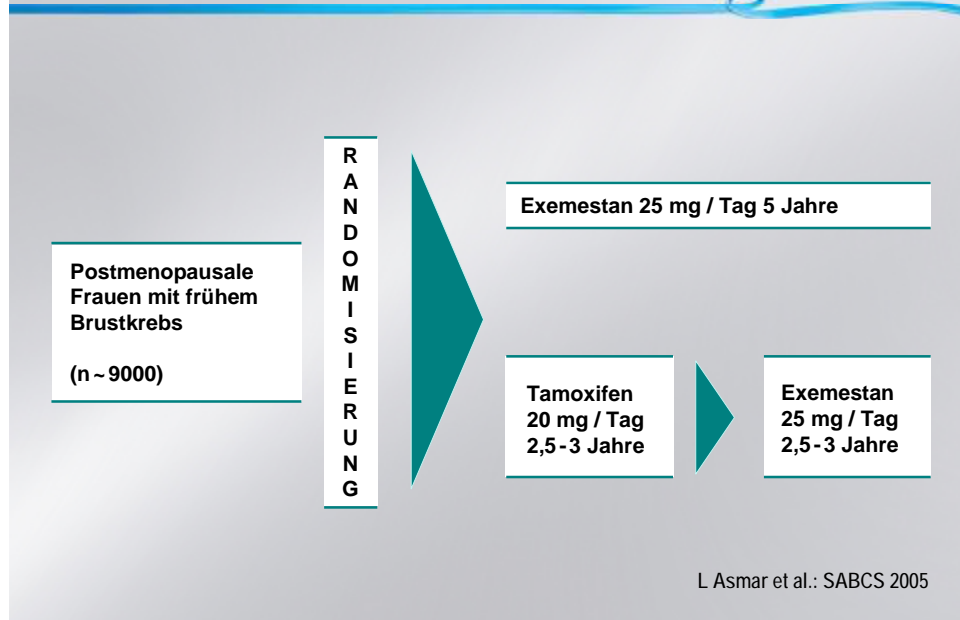 Postmenopausale
Frauen mit frühem
Brustkrebs
(n ~ 9000)
R
A
N
D
O
M
I
S
I
E
R
U
N
G
Exemestan 25 mg / Tag 5 Jahre
Tamoxifen
20 mg / Tag
2,5 - 3 Jahre
Exemestan
25 mg / Tag
2,5 - 3 Jahre
L Asmar et al.: SABCS 2005